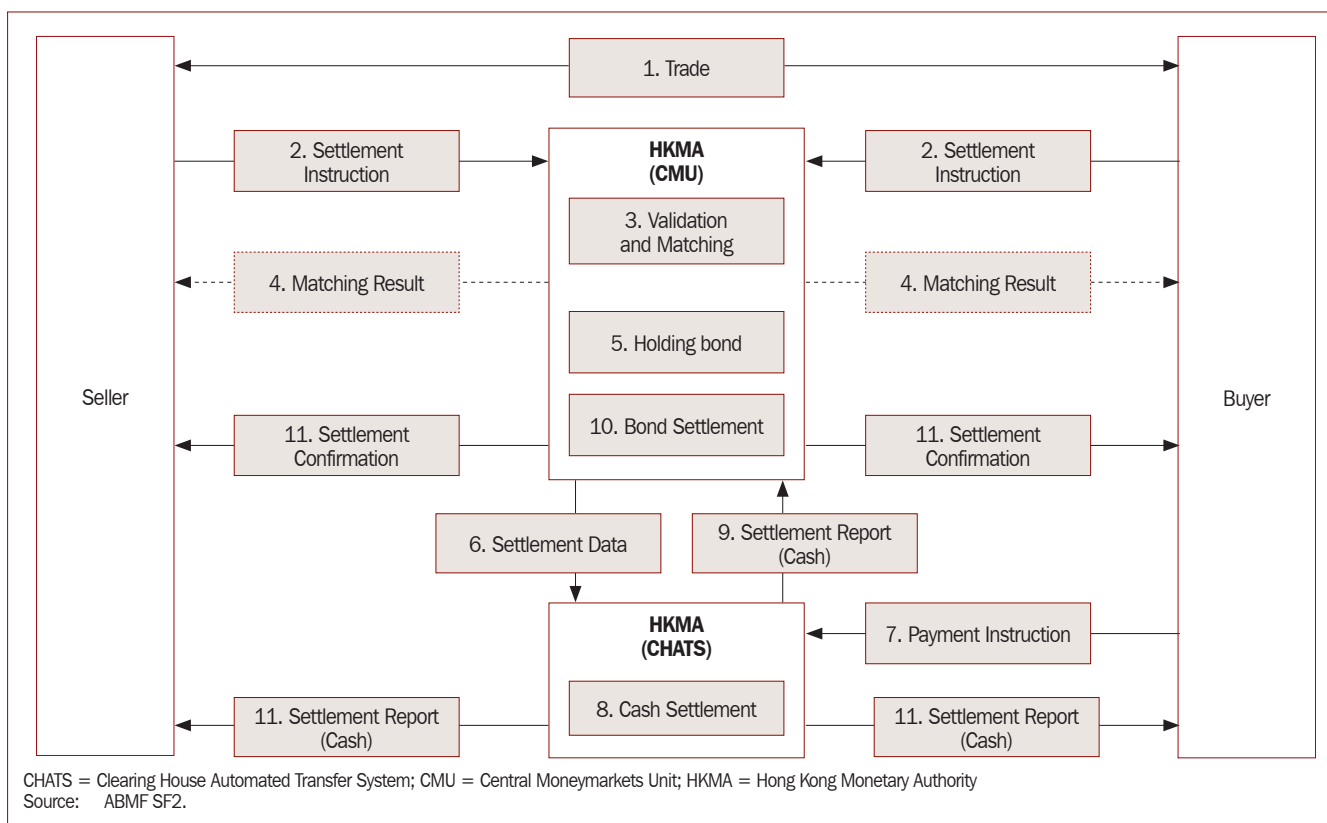 1. Trade
2. Settlement
Instruction
HKMA
(CMU)
2. Settlement
Instruction
3. Validation
and Matching
4. Matching Result
4. Matching Result
5. Holding bond
Seller
Buyer
10. Bond Settlement
11. Settlement
Confirmation
11. Settlement
Confirmation
6. Settlement Data
9. Settlement Report
(Cash)
HKMA
(CHATS)
7. Payment Instruction
8. Cash Settlement
11. Settlement Report
(Cash)
11. Settlement Report
(Cash)
CHATS = Clearing House Automated Transfer System; CMU = Central Moneymarkets Unit; HKMA = Hong Kong Monetary Authority
Source: ABMF SF2.